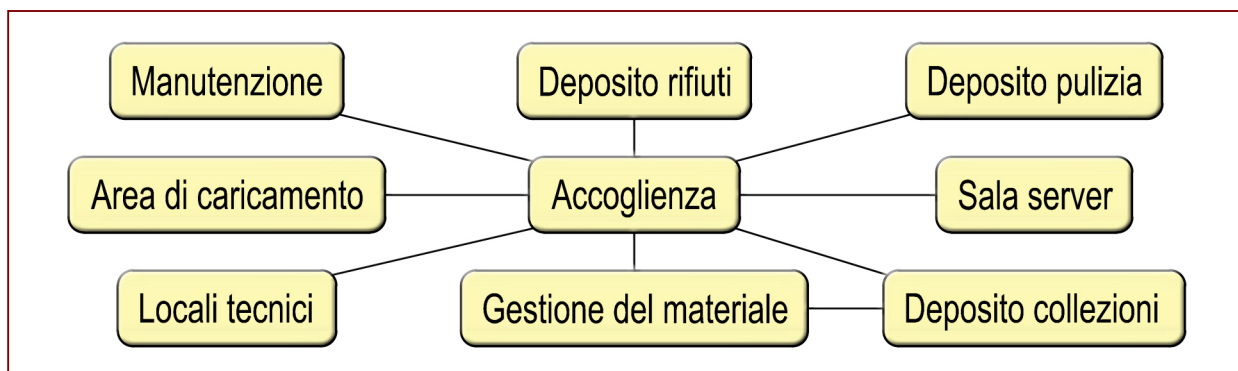 Manutenzione
Deposito rifiuti
Deposito pulizia
Area di caricamento
Accoglienza
Sala server
Locali tecnici
Gestione del materiale
Deposito collezioni